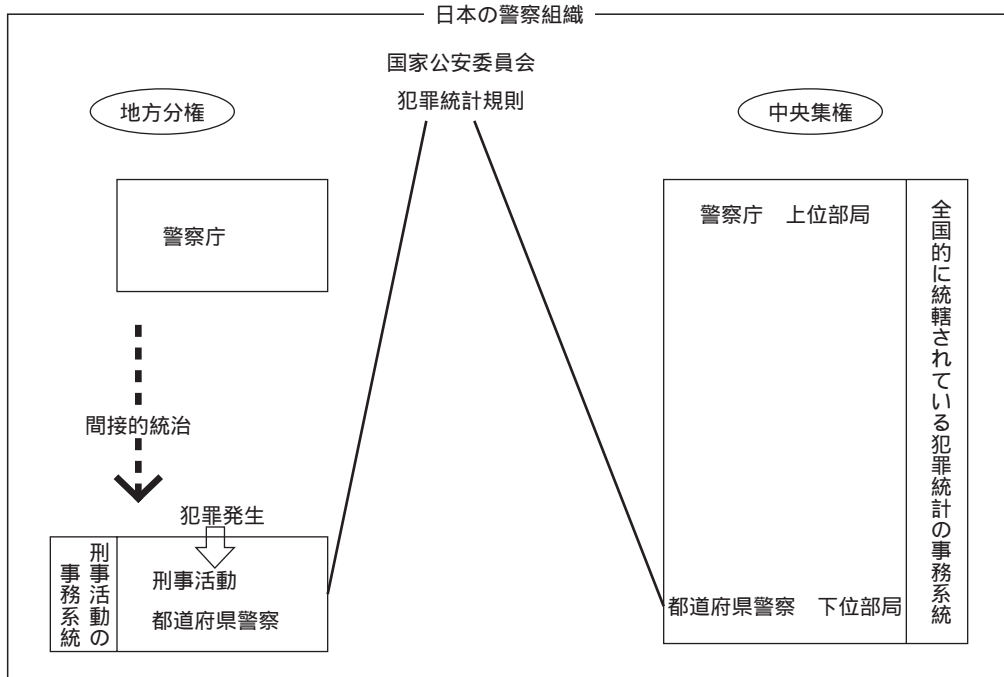 日本の警察組織
国家公安委員会
犯罪統計規則
地方分権
中央集権
警察庁
間接的統治
犯罪発生
刑事活動
都道府県警察
刑事活動の
事務系統
警察庁　上位部局
都道府県警察　下位部局
全国的に統轄されている犯罪統計の事務系統